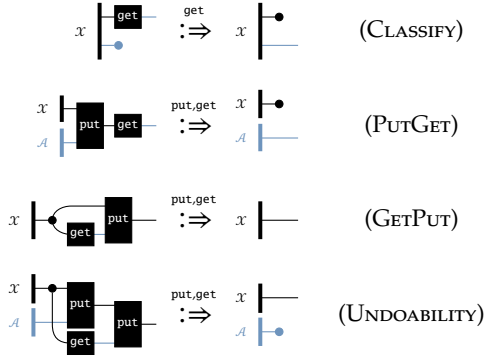 𝒳 get get :⇒ 𝒳 (Classify)
𝒳 𝒜 put get put,get :⇒ 𝒳 𝒜 (PutGet)
𝒳 get put put,get :⇒ 𝒳 (GetPut)
𝒳 𝒜 put get put put,get :⇒ 𝒳 𝒜 (Undoability)